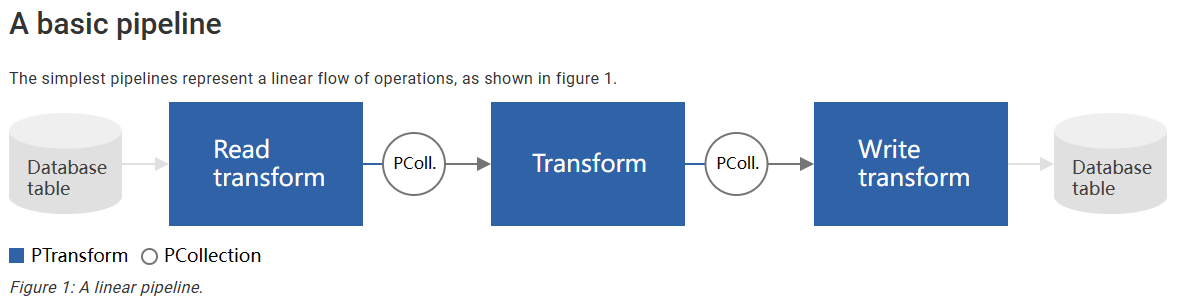 A basic pipeline
The simplest pipelines represent a linear flow of operations, as shown in figure 1.
Database
table
Read
transform
PColl.
Transform
PColl.
Write
transform
Database
table
PTransform
PCollection
Figure 1: A linear pipeline.